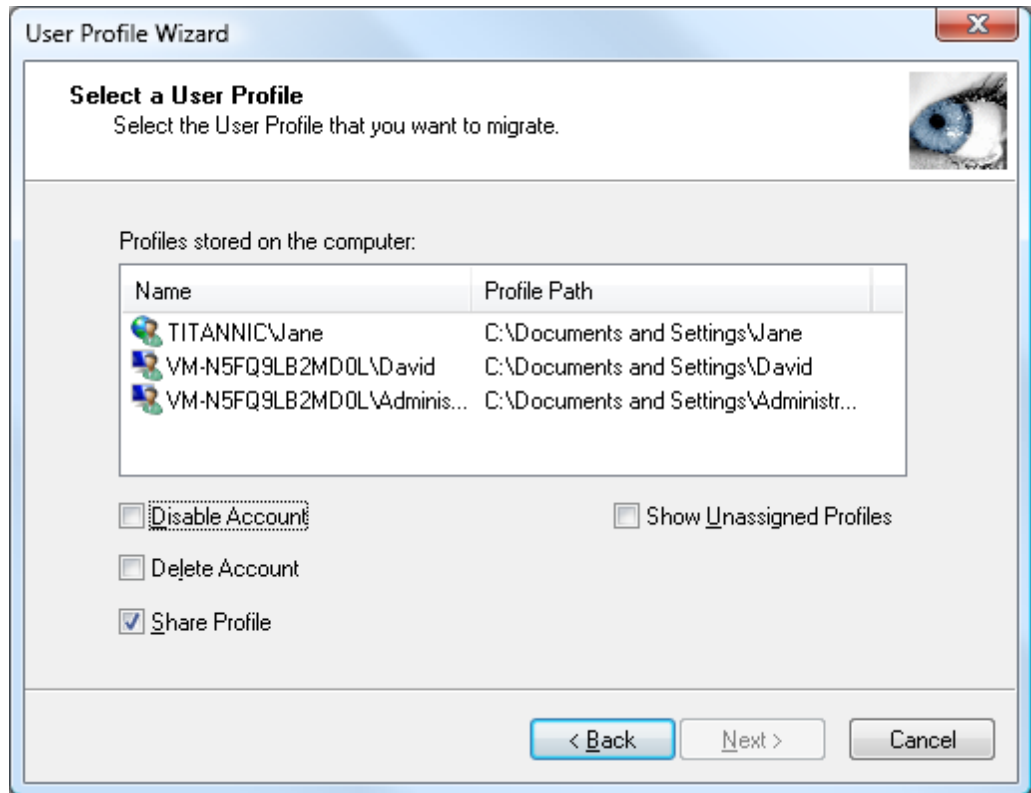 User Profile Wizard
Select a User Profile
Select the User Profile that you want to migrate.
Profiles stored on the computer:
Name Profile Path
TITANNIC\Jane C:\Documents and Settings\Jane
VM-N5FQ9LB2MD0L\David C:\Documents and Settings\David
VM-N5FQ9LB2MD0L\Adminis... C:\Documents and Settings\Administr...
Disable Account Show Unassigned Profiles
Delete Account
Share Profile
< Back Next > Cancel